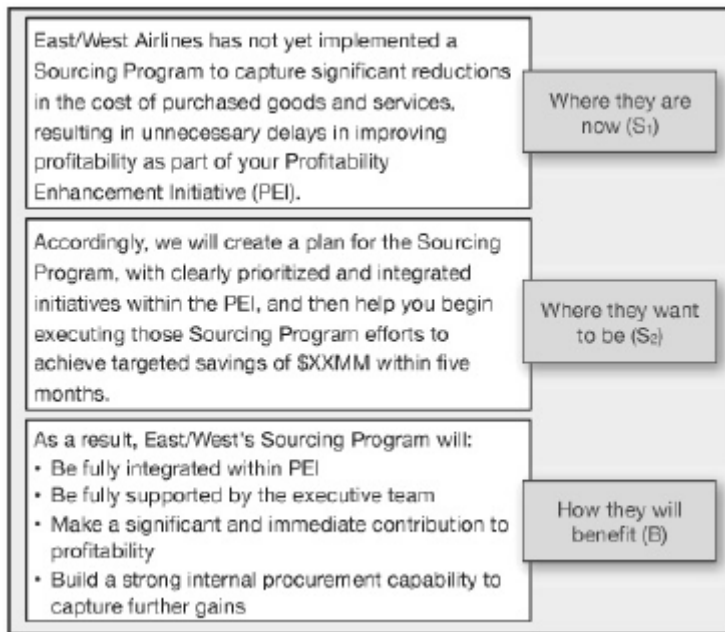 East/West Airlines has not yet implemented a
Sourcing Program to capture significant reductions
in the cost of purchased goods and services,
resulting in unnecessary delays in improving
profitability as part of your Profitability
Enhancement Initiative (PEI).
Where they are
now (S₁)
Accordingly, we will create a plan for the Sourcing
Program, with clearly prioritized and integrated
initiatives within the PEI, and then help you begin
executing those Sourcing Program efforts to
achieve targeted savings of $XXMM within five
months.
Where they want
to be (S₂)
As a result, East/West's Sourcing Program will:
• Be fully integrated within PEI
• Be fully supported by the executive team
• Make a significant and immediate contribution to
profitability
• Build a strong internal procurement capability to
capture further gains
How they will
benefit (B)